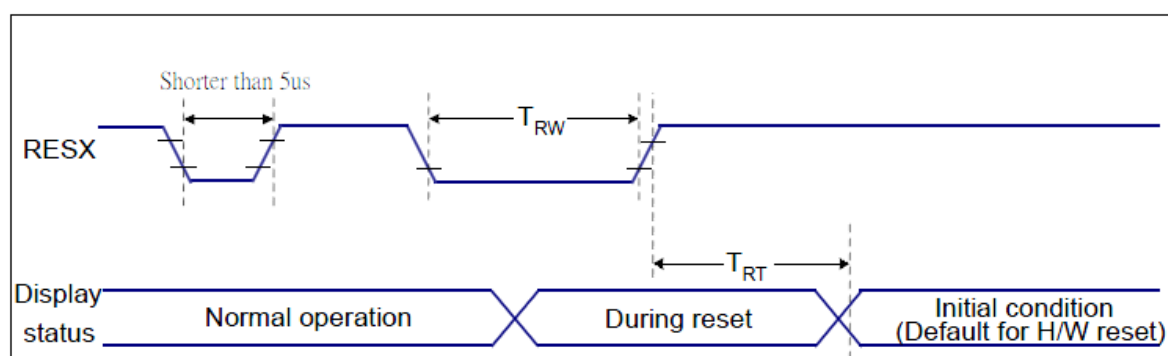 Shorter than 5us
TRW
RESX
TRT
Display
status
Normal operation
During reset
Initial condition
(Default for H/W reset)